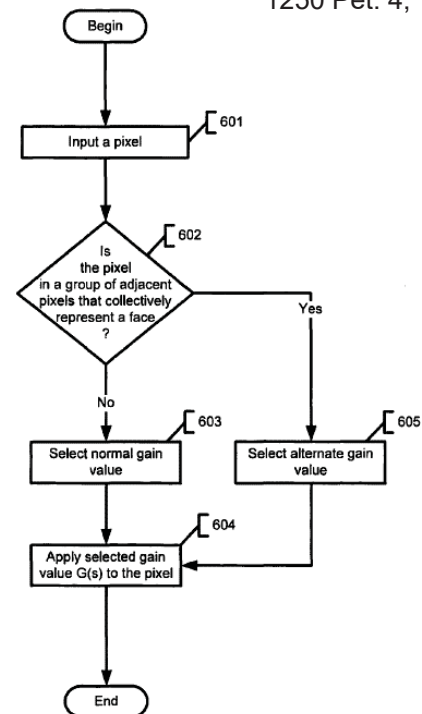 1250 Pet. 4,
Begin
601
Input a pixel
602
Is
the pixel
in a group of adjacent
pixels that collectively
represent a face
?
Yes
No
603
Select normal gain
value
605
Select alternate gain
value
604
Apply selected gain
value G(s) to the pixel
End